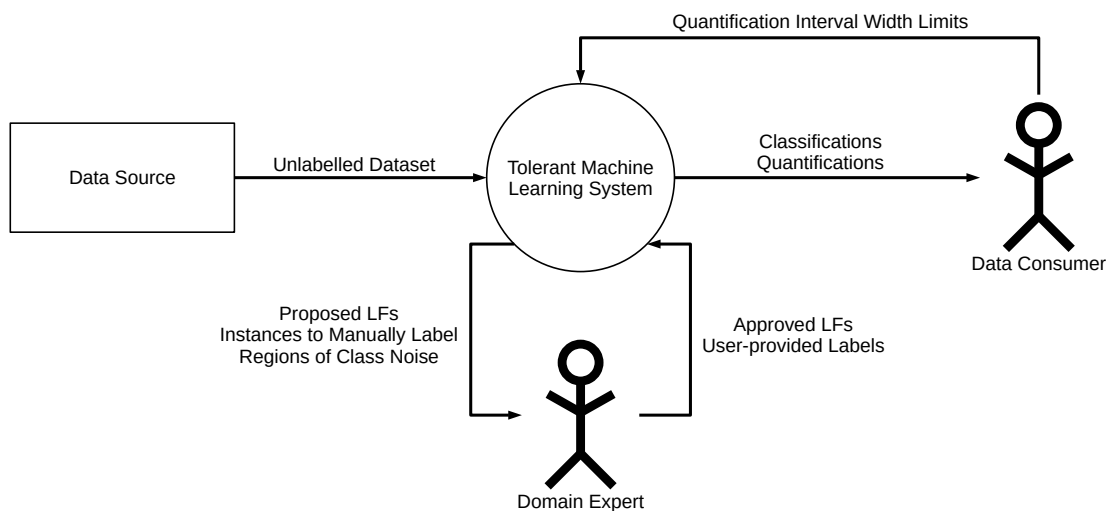 Quantification Interval Width Limits
Data Source
Unlabelled Dataset
Tolerant Machine
Learning System
Classifications
Quantifications
Data Consumer
Proposed LFs
Instances to Manually Label
Regions of Class Noise
Approved LFs
User-provided Labels
Domain Expert